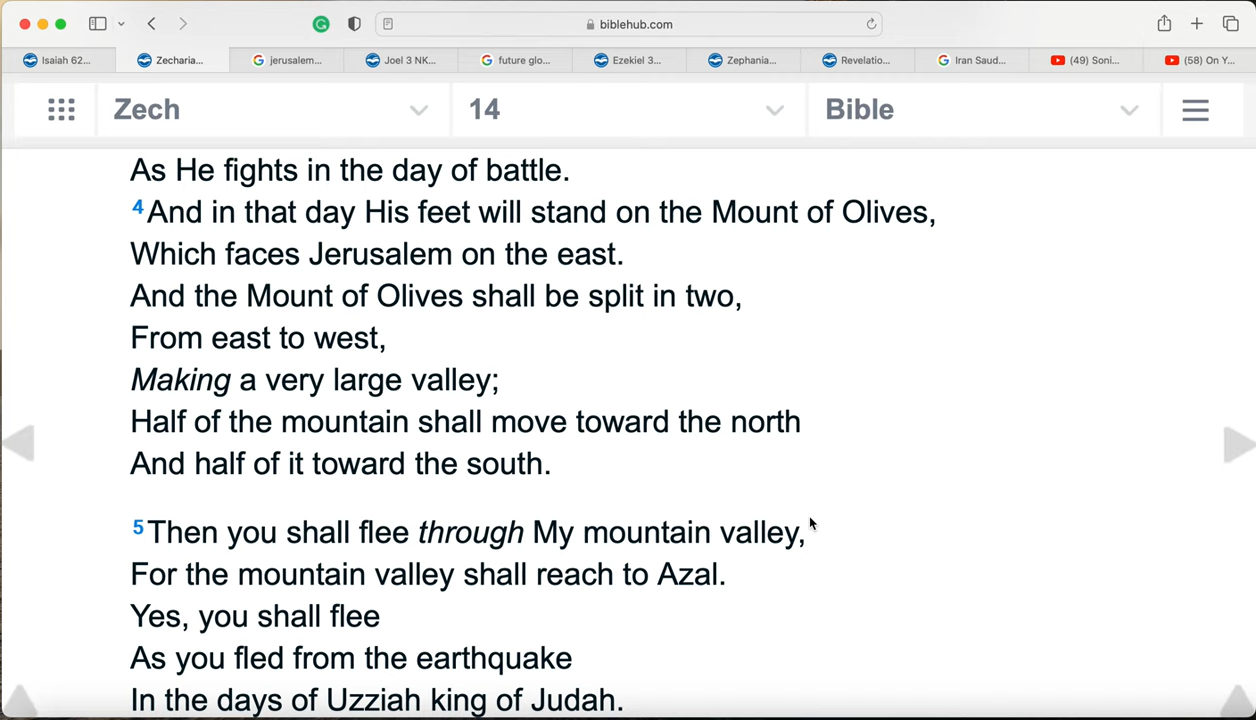 biblehub.com
Isaiah 62... Zecharia... jerusalem... Joel 3 NK... future glo... Ezekiel 3... Zephania... Revelatio... Iran Saud... (49) Soni... (58) On Y...
Zech 14 Bible
As He fights in the day of battle.
4 And in that day His feet will stand on the Mount of Olives,
Which faces Jerusalem on the east.
And the Mount of Olives shall be split in two,
From east to west,
Making a very large valley;
Half of the mountain shall move toward the north
And half of it toward the south.
5 Then you shall flee through My mountain valley,
For the mountain valley shall reach to Azal.
Yes, you shall flee
As you fled from the earthquake
In the days of Uzziah king of Judah.